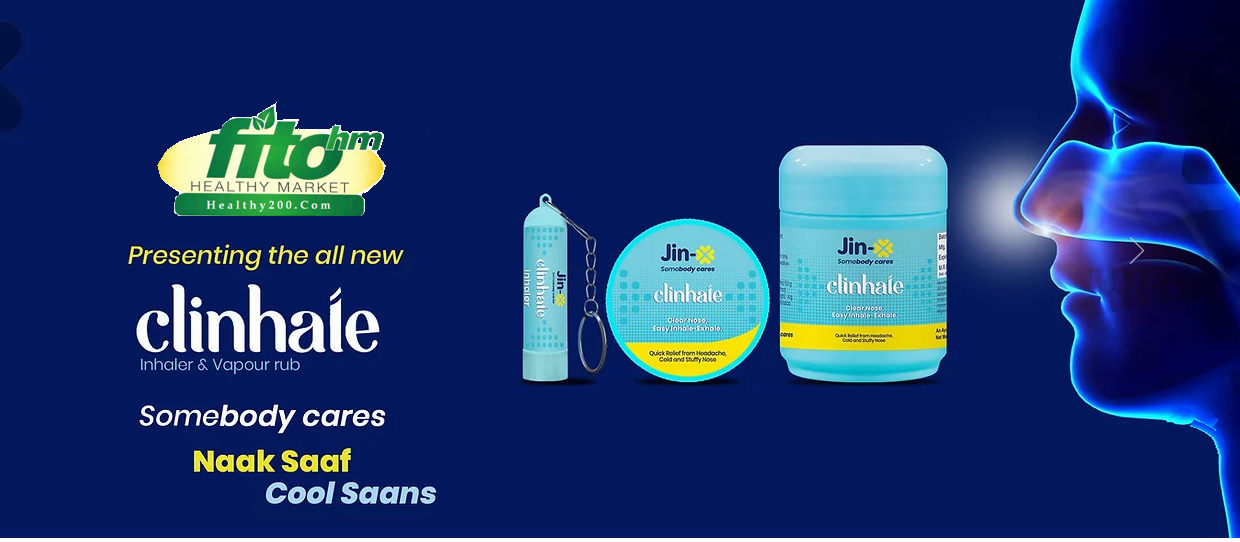 fito hm
HEALTHY MARKET
Healthy200.Com
Presenting the all new
clinhale
Inhaler & Vapour rub
Somebody cares
Naak Saaf
Cool Saans
Jin-
clinhale
inhaler
Jin-
Somebody cares
clinhale
Clear Nose,
Easy Inhale-Exhale.
Quick Relief from Headache,
Cold and Stuffy Nose
Jin-
Somebody cares
clinhale
Clear Nose,
Easy Inhale-Exhale.
Quick Relief from Headache,
Cold and Stuffy Nose
cares